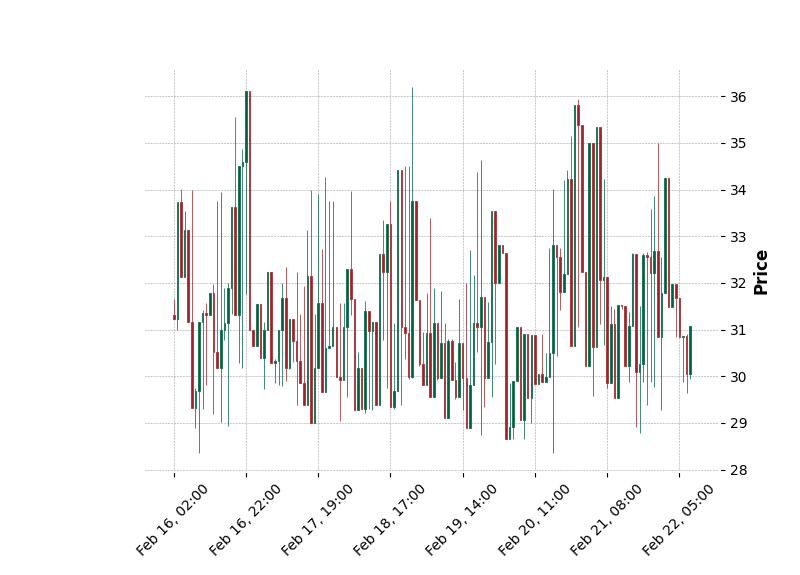 36
35
34
33
32
31
30
29
28
Price
Feb 16, 02:00
Feb 16, 22:00
Feb 17, 19:00
Feb 18, 17:00
Feb 19, 14:00
Feb 20, 11:00
Feb 21, 08:00
Feb 22, 05:00